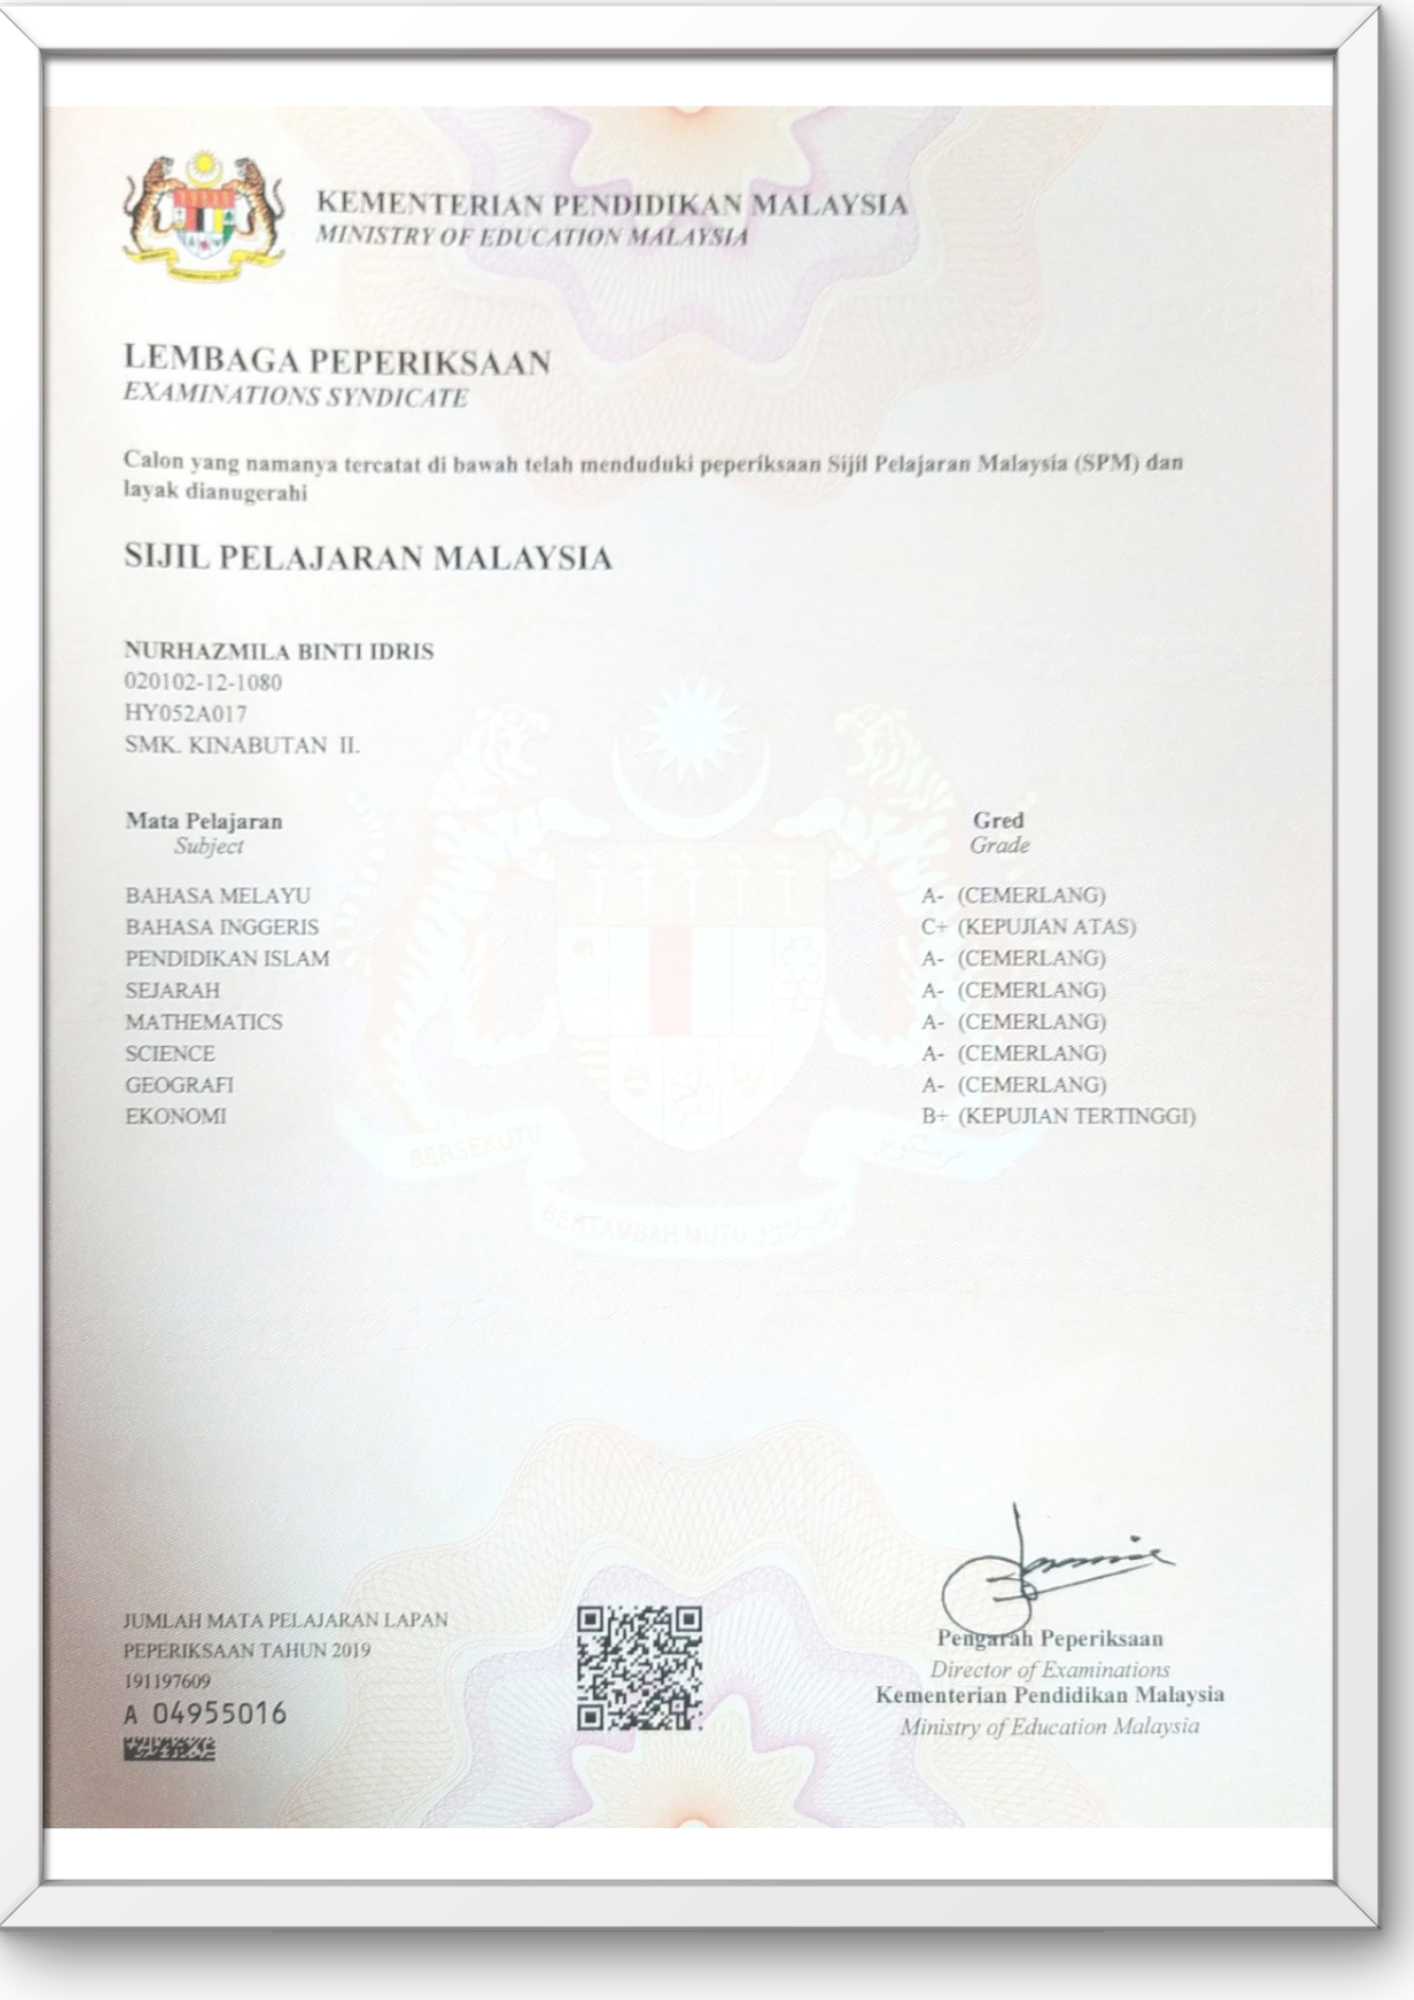 KEMENTERIAN PENDIDIKAN MALAYSIA
MINISTRY OF EDUCATION MALAYSIA
LEMBAGA PEPERIKSAAN
EXAMINATIONS SYNDICATE
Calon yang namanya tercatat di bawah telah menduduki peperiksaan Sijil Pelajaran Malaysia (SPM) dan
layak dianugerahi
SIJIL PELAJARAN MALAYSIA
NURHAZMILA BINTI IDRIS
020102-12-1080
HY052A017
SMK. KINABUTAN II.
Mata Pelajaran Gred
Subject Grade
BAHASA MELAYU A- (CEMERLANG)
BAHASA INGGERIS C+ (KEPUJIAN ATAS)
PENDIDIKAN ISLAM A- (CEMERLANG)
SEJARAH A- (CEMERLANG)
MATHEMATICS A- (CEMERLANG)
SCIENCE A- (CEMERLANG)
GEOGRAFI A- (CEMERLANG)
EKONOMI B+ (KEPUJIAN TERTINGGI)
BERSEKUTU
BERTAMBAH MUTU
JUMLAH MATA PELAJARAN LAPAN
PEPERIKSAAN TAHUN 2019
191197609
A 04955016
Pengarah Peperiksaan
Director of Examinations
Kementerian Pendidikan Malaysia
Ministry of Education Malaysia